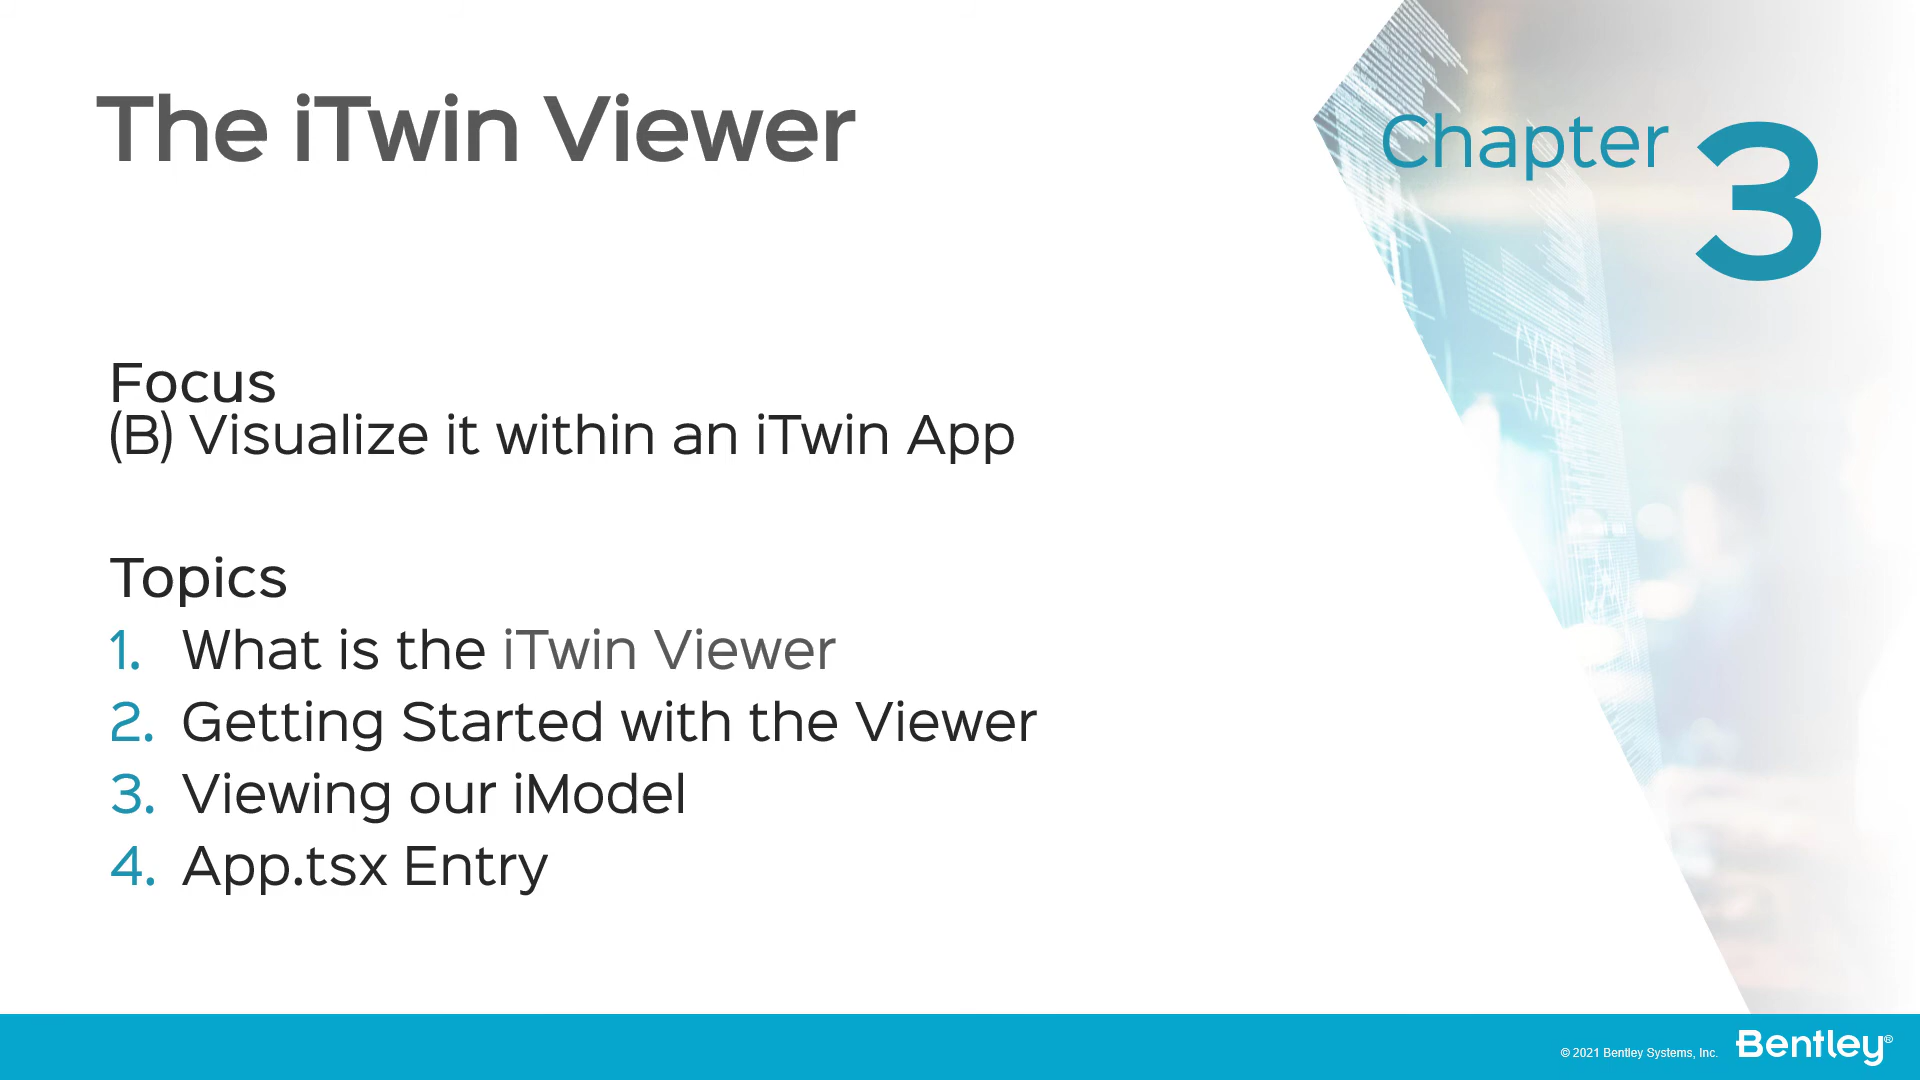 The iTwin Viewer
Chapter 3
Focus
(B) Visualize it within an iTwin App
Topics
1. What is the iTwin Viewer
2. Getting Started with the Viewer
3. Viewing our iModel
4. App.tsx Entry
© 2021 Bentley Systems, Inc.
Bentley®